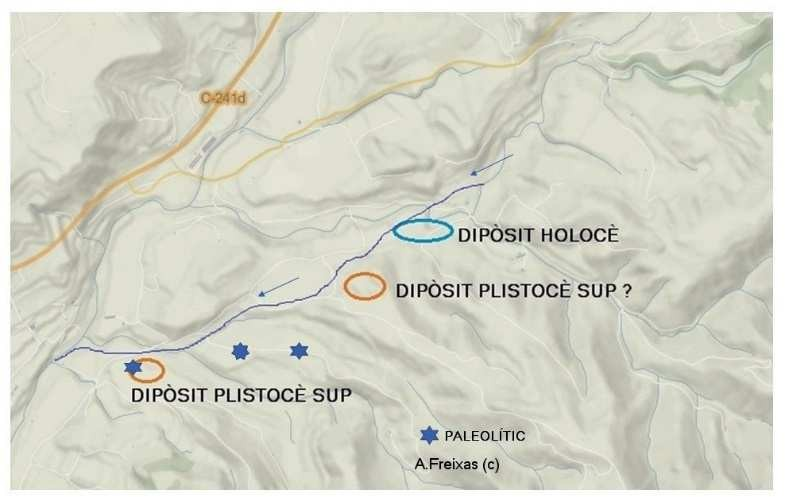 C-241d
DIPÒSIT HOLOCÈ
DIPÒSIT PLISTOCÈ SUP ?
DIPÒSIT PLISTOCÈ SUP
PALEOLÍTIC
A.Freixas (c)